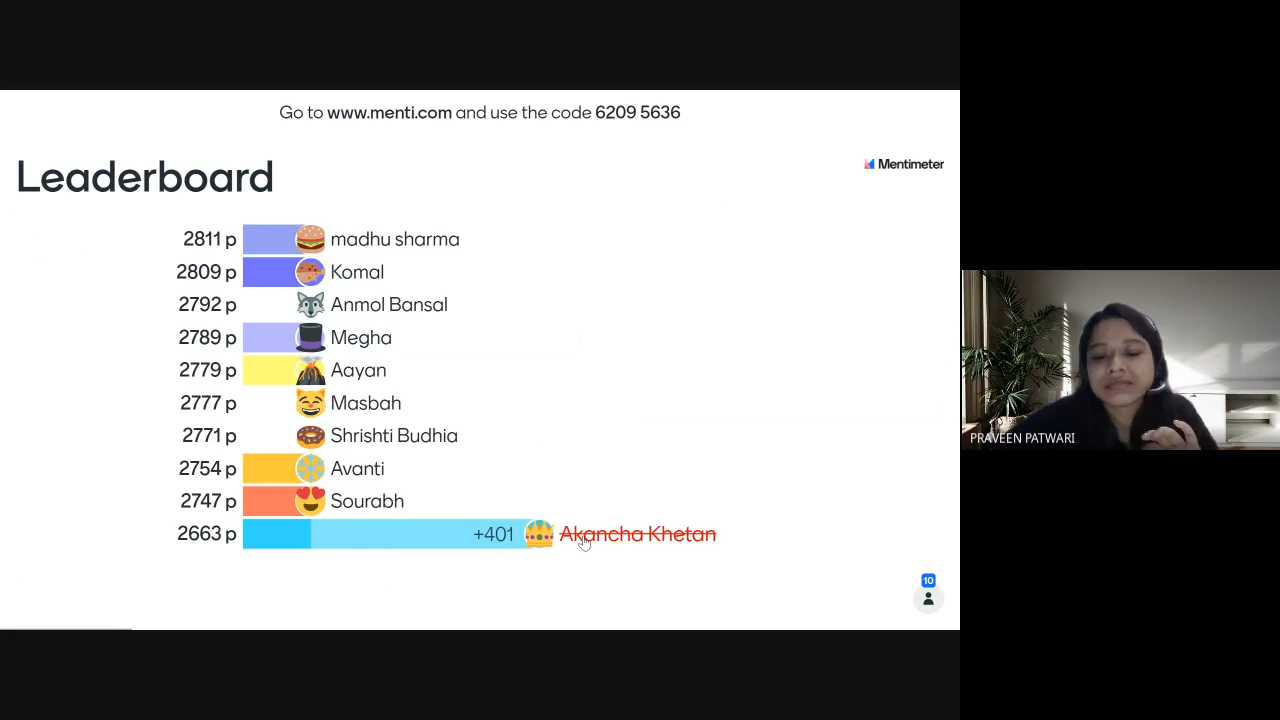 Go to www.menti.com and use the code 6209 5636
Leaderboard
Mentimeter
2811 p madhu sharma
2809 p Komal
2792 p Anmol Bansal
2789 p Megha
2779 p Aayan
2777 p Masbah
2771 p Shrishti Budhia
2754 p Avanti
2747 p Sourabh
2663 p +401 Akancha Khetan
10
PRAVEEN PATWARI